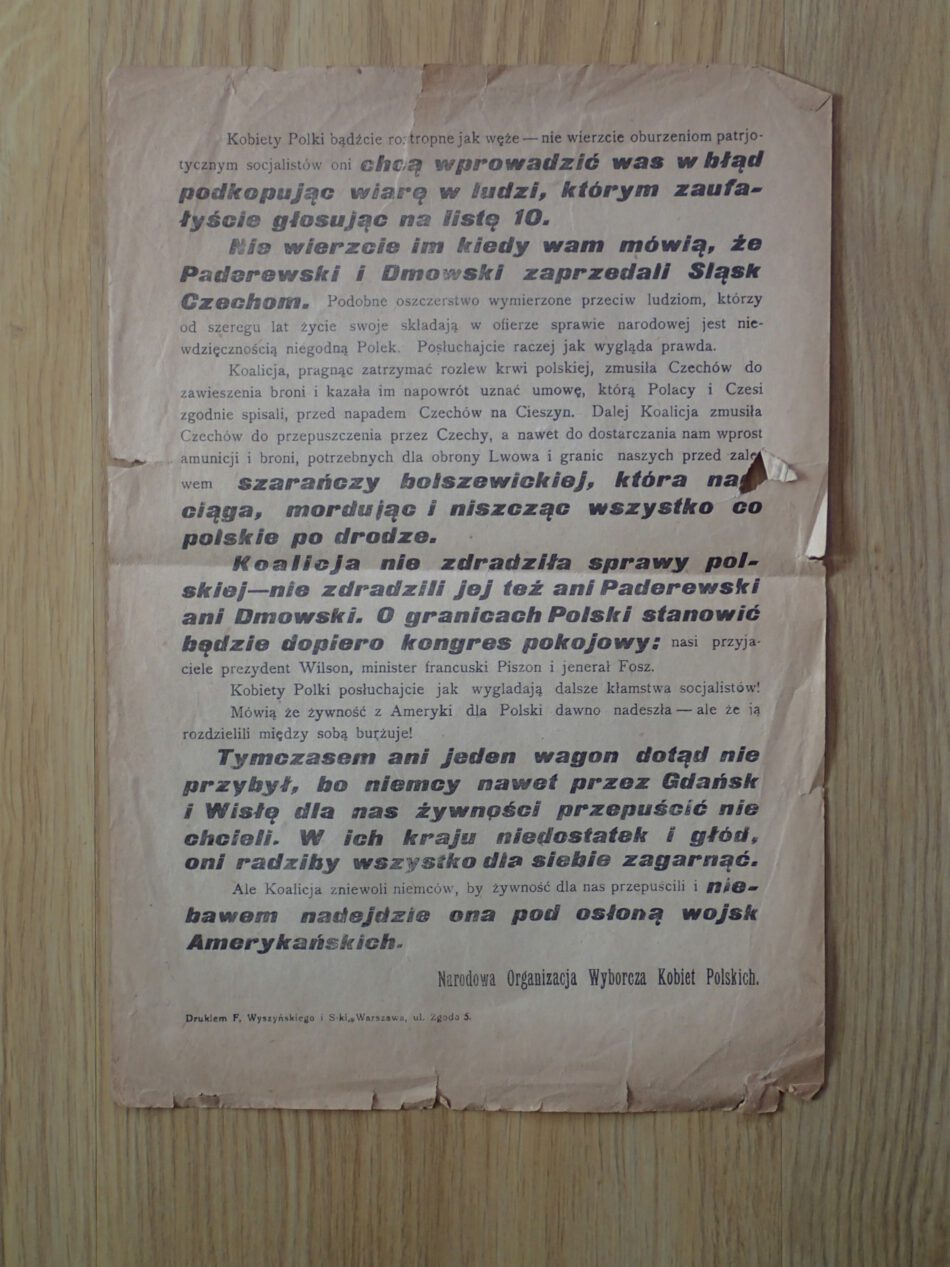 Kobiety Polki bądźcie roztropne jak węże — nie wierzcie oburzeniom patrjo-
tycznym socjalistów oni chcą wprowadzić was w błąd
podkopując wiarę w ludzi, którym zaufa-
łyście głosując na listę 10.
Nie wierzcie im kiedy wam mówią, że
Paderewski i Dmowski zaprzedali Śląsk
Czechom. Podobne oszczerstwo wymierzone przeciw ludziom, którzy
od szeregu lat życie swoje składają w ofierze sprawie narodowej jest nie-
wdzięcznością niegodną Polek. Posłuchajcie raczej jak wygląda prawda.
Koalicja, pragnąc zatrzymać rozlew krwi polskiej, zmusiła Czechów do
zawieszenia broni i kazała im napowrót uznać umowę, którą Polacy i Czesi
zgodnie spisali, przed napadem Czechów na Cieszyn. Dalej Koalicja zmusiła
Czechów do przepuszczenia przez Czechy, a nawet do dostarczania nam wprost
amunicji i broni, potrzebnych dla obrony Lwowa i granic naszych przed zale-
wem szarańczy bolszewickiej, która nad
ciąga, mordując i niszcząc wszystko co
polskie po drodze.
Koalicja nie zdradziła sprawy pol-
skiej—nie zdradzili jej też ani Paderewski
ani Dmowski. O granicach Polski stanowić
będzie dopiero kongres pokojowy: nasi przyja-
ciele prezydent Wilson, minister francuski Piszon i jenerał Fosz.
Kobiety Polki posłuchajcie jak wygladają dalsze kłamstwa socjalistów!
Mówią że żywność z Ameryki dla Polski dawno nadeszła — ale że ją
rozdzielili między sobą burżuje!
Tymczasem ani jeden wagon dotąd nie
przybył, bo niemcy nawet przez Gdańsk
i Wisłę dla nas żywności przepuścić nie
chcieli. W ich kraju niedostatek i głód,
oni radziby wszystko dla siebie zagarnąć.
Ale Koalicja zniewoli niemców, by żywność dla nas przepuścili i nie-
bawem nadejdzie ona pod osłoną wojsk
Amerykańskich.
Narodowa Organizacja Wyborcza Kobiet Polskich.
Drukiem F. Wyszyńskiego i S-ki, Warszawa, ul. Zgoda 5.